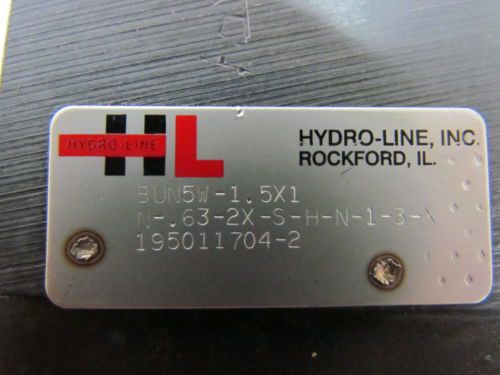 HYDRO-LINE
HL
HYDRO-LINE, INC.
ROCKFORD, IL.
BUN5W-1.5X1
N-.63-2X-S-H-N-1-3-X
195011704-2